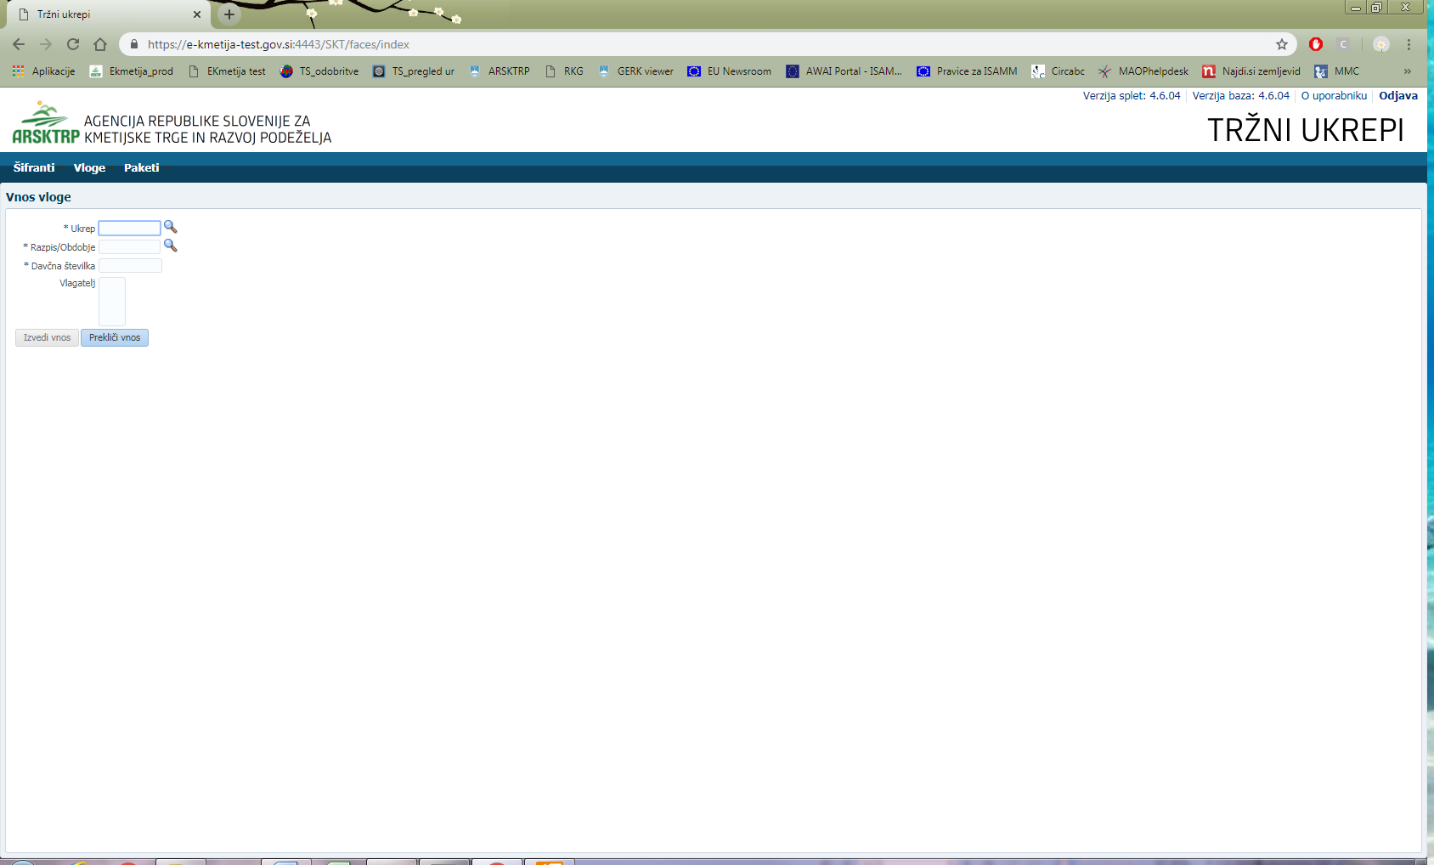 Tržni ukrepi
https://e-kmetija-test.gov.si:4443/SKT/faces/index
Aplikacije Ekmetija_prod EKmetija test TS_odobritve TS_pregled ur ARSKTRP RKG GERK viewer EU Newsroom AWAI Portal - ISAM... Pravice za ISAMM Circabc MAOPhelpdesk Najdi.si zemljevid MMC »
Verzija splet: 4.6.04 Verzija baza: 4.6.04 O uporabniku Odjava
ARSKTRP
AGENCIJA REPUBLIKE SLOVENIJE ZA
KMETIJSKE TRGE IN RAZVOJ PODEŽELJA
TRŽNI UKREPI
Šifranti Vloge Paketi
Vnos vloge
* Ukrep
* Razpis/Obdobje
* Davčna številka
Vlagatelj
Izvedi vnos Prekliči vnos